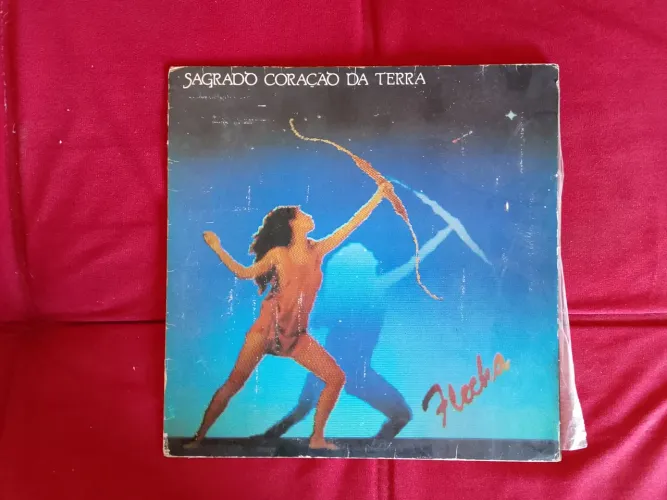 SAGRADO CORAÇÃO DA TERRA
Flecha